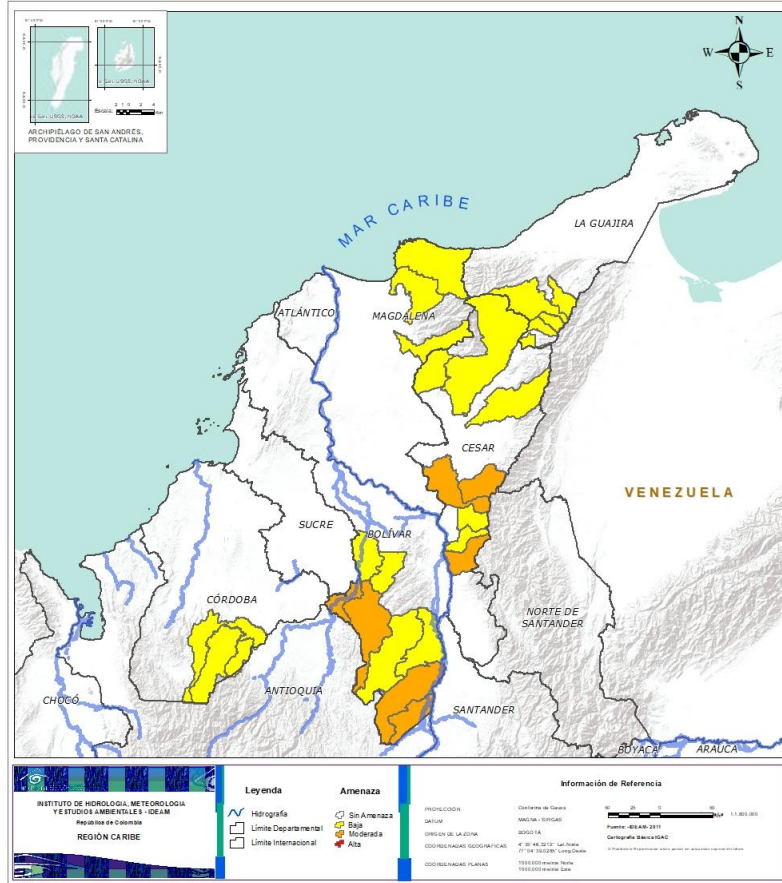 ARCHIPIÉLAGO DE SAN ANDRÉS,
PROVIDENCIA Y SANTA CATALINA
N
W E
S
MAR CARIBE
LA GUAJIRA
ATLÁNTICO
MAGDALENA
CESAR
VENEZUELA
SUCRE
BOLÍVAR
CÓRDOBA
NORTE DE
SANTANDER
ANTIOQUIA
CHOCÓ
SANTANDER
BOYACÁ
ARAUCA
INSTITUTO DE HIDROLOGIA, METEOROLOGIA
Y ESTUDIOS AMBIENTALES - IDEAM
República de Colombia
REGIÓN CARIBE
Leyenda
Hidrografía
Límite Departamental
Límite Internacional
Amenaza
Sin Amenaza
Baja
Moderada
Alta
Información de Referencia
PROYECCIÓN Conforme de Gauss
DATUM MAGNA - SIRGAS
ORIGEN DE LA ZONA BOGOTÁ
COORDENADAS GEOGRÁFICAS
COORDENADAS PLANAS
Fuente: -IDEAM- 2011
Cartografía Básica IGAC